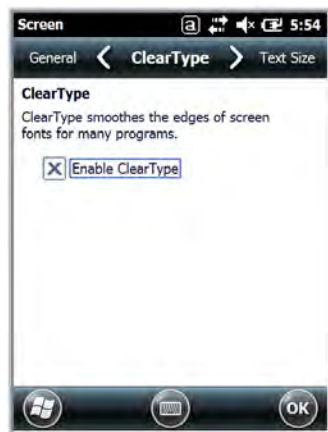 Screen a 5:54
General ClearType Text Size
ClearType
ClearType smoothes the edges of screen
fonts for many programs.
Enable ClearType
OK